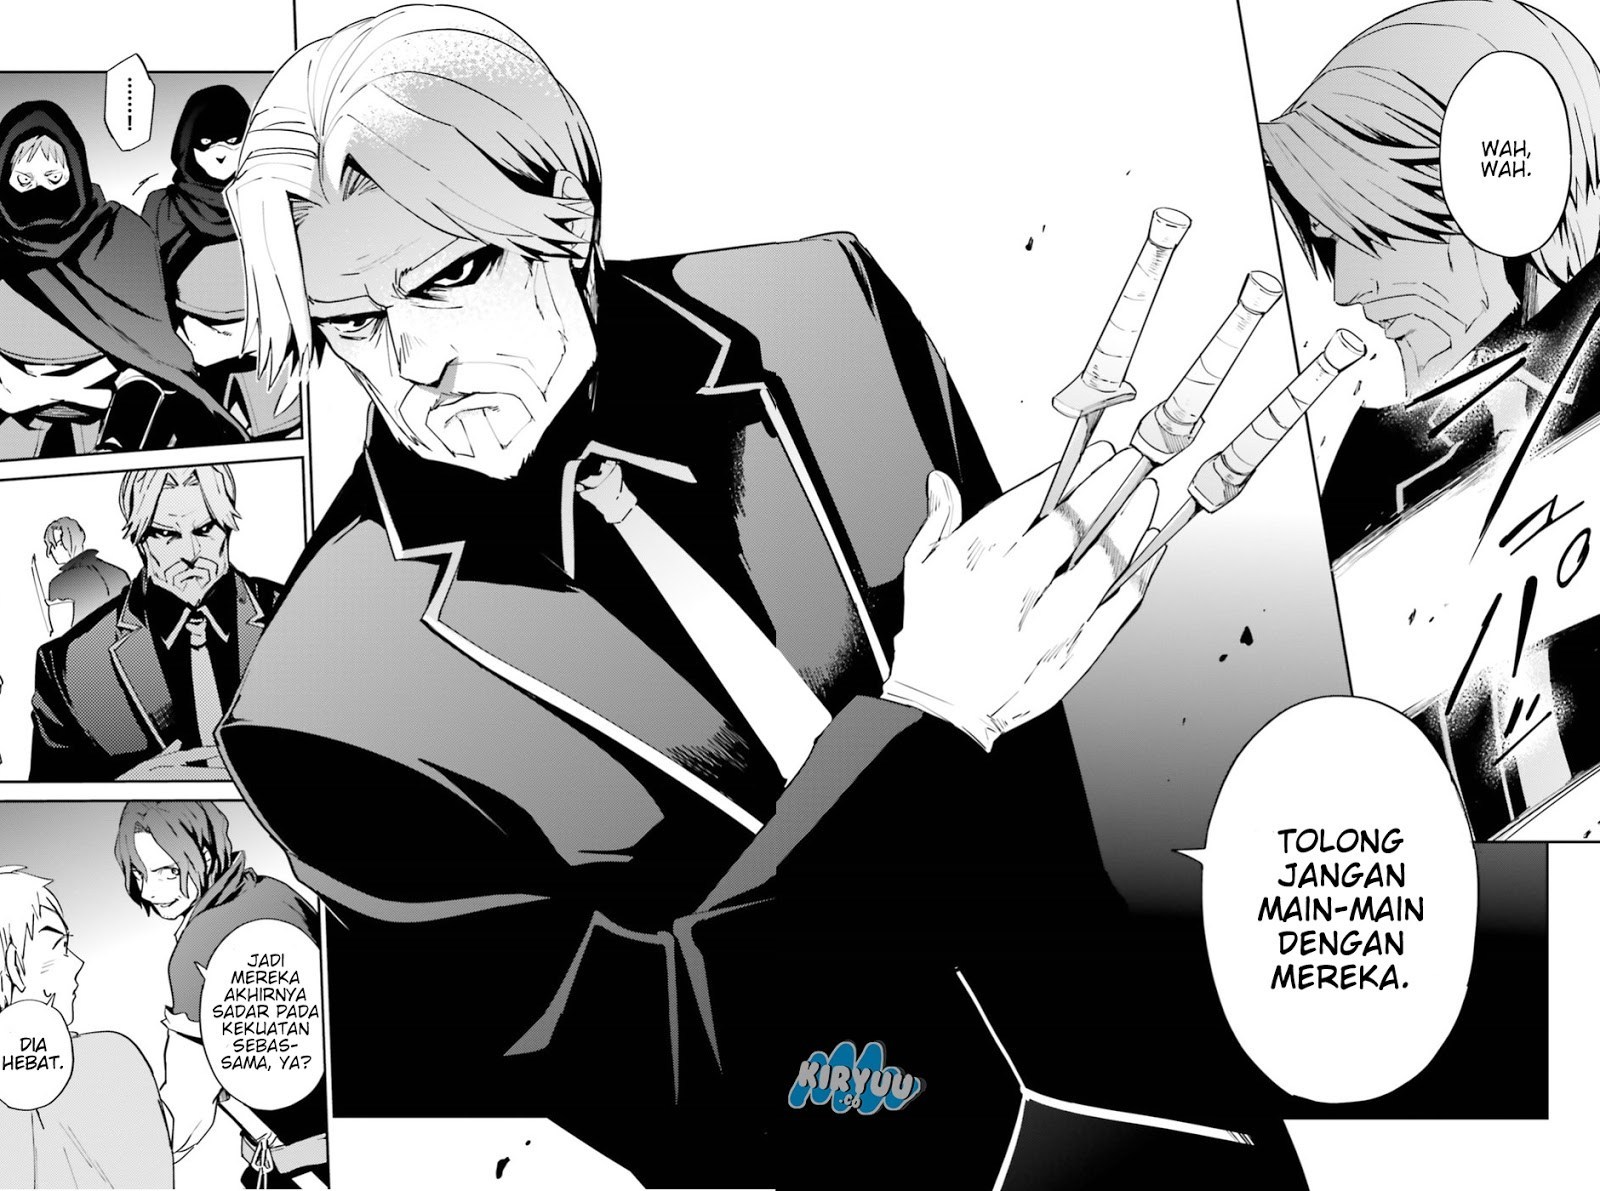 WAH,
WAH.
TOLONG
JANGAN
MAIN-MAIN
DENGAN
MEREKA.
........!
JADI
MEREKA
AKHIRNYA
SADAR PADA
KEKUATAN
SEBAS-
SAMA, YA?
DIA
HEBAT.
KIRYUU
.CO